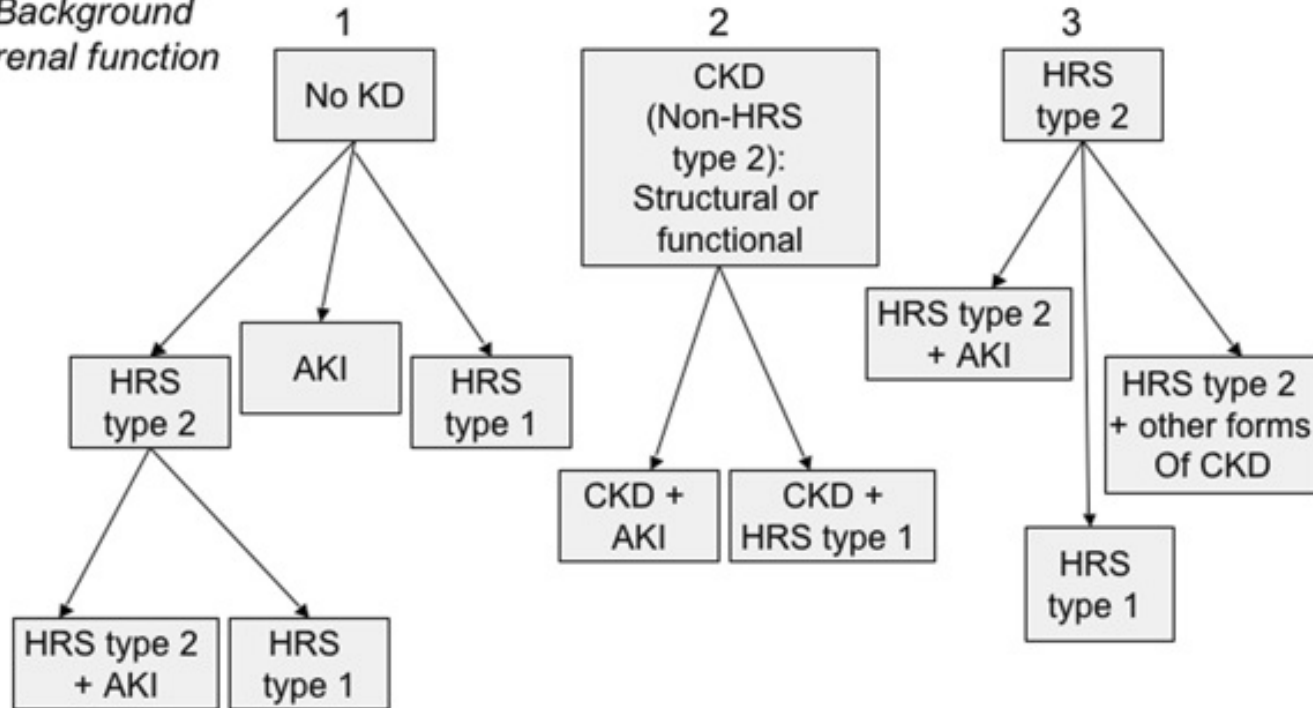 Background
renal function
1
2
3
No KD
CKD
(Non-HRS
type 2):
Structural or
functional
HRS
type 2
HRS type 2
+ AKI
AKI
HRS
type 2
HRS
type 1
HRS type 2
+ other forms
Of CKD
CKD +
AKI
CKD +
HRS type 1
HRS
type 1
HRS type 2
+ AKI
HRS
type 1